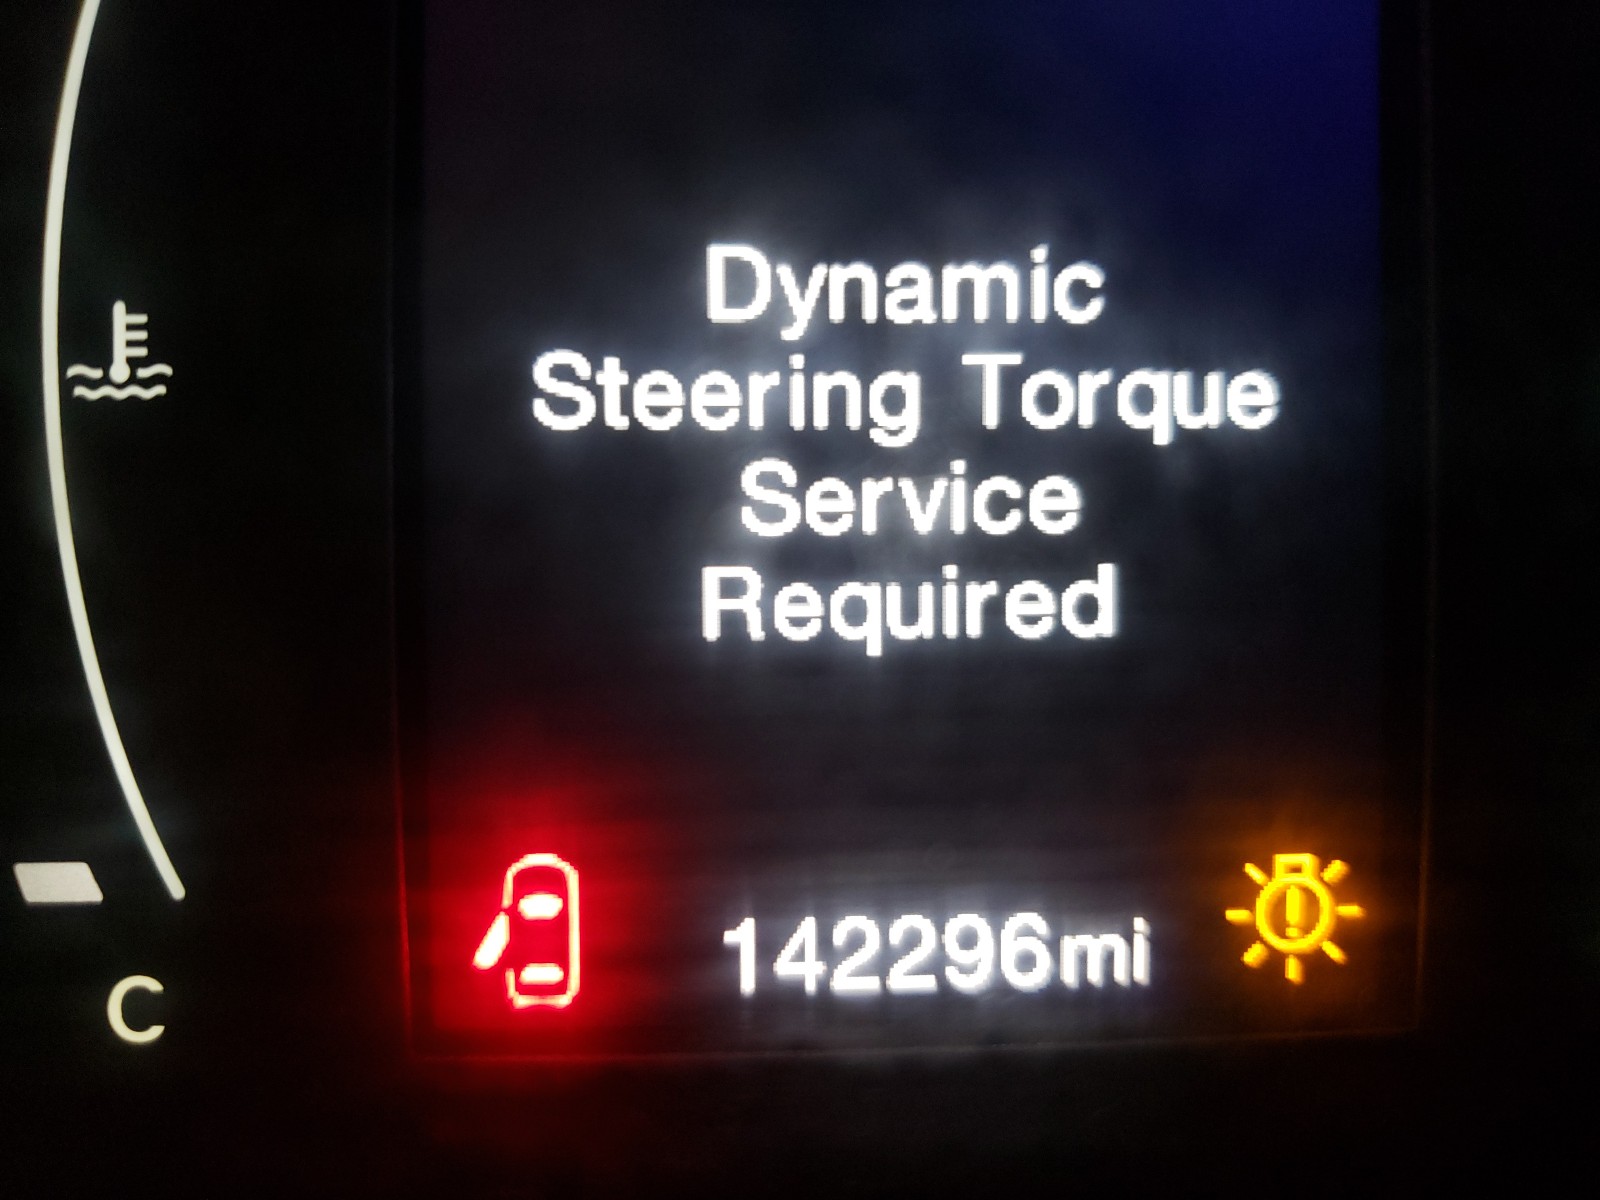 Dynamic
Steering Torque
Service
Required
142296mi
C